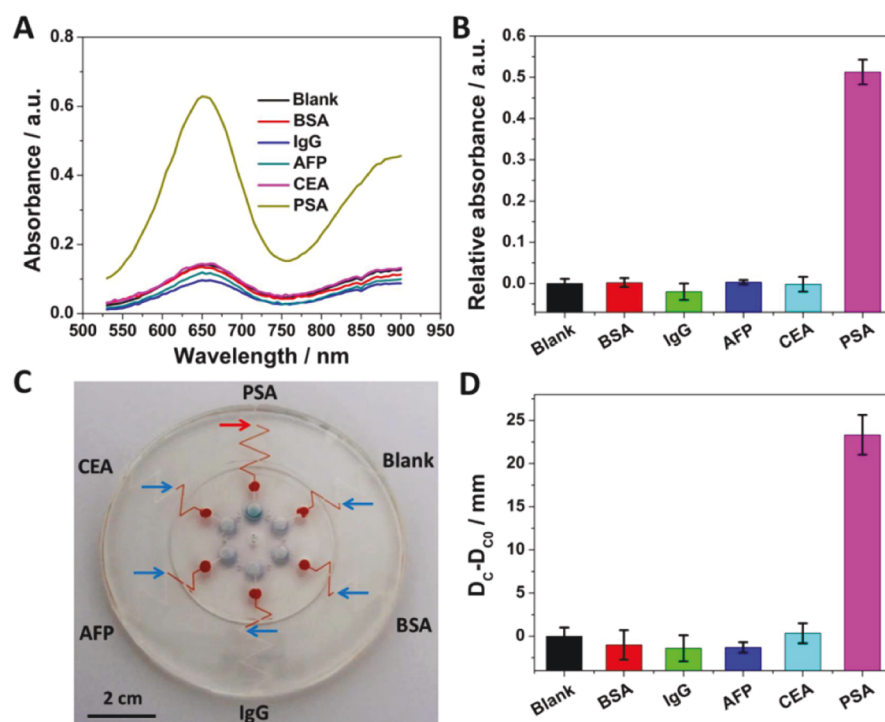 A
0.8
0.6
0.4
0.2
0.0
500 550 600 650 700 750 800 850 900 950
Absorbance / a.u.
Wavelength / nm
Blank
BSA
IgG
AFP
CEA
PSA
B
0.6
0.5
0.4
0.3
0.2
0.1
0.0
Relative absorbance / a.u.
Blank BSA IgG AFP CEA PSA
C
PSA
CEA
Blank
AFP
BSA
IgG
2 cm
D
25
20
15
10
5
0
D_C-D_C0 / mm
Blank BSA IgG AFP CEA PSA